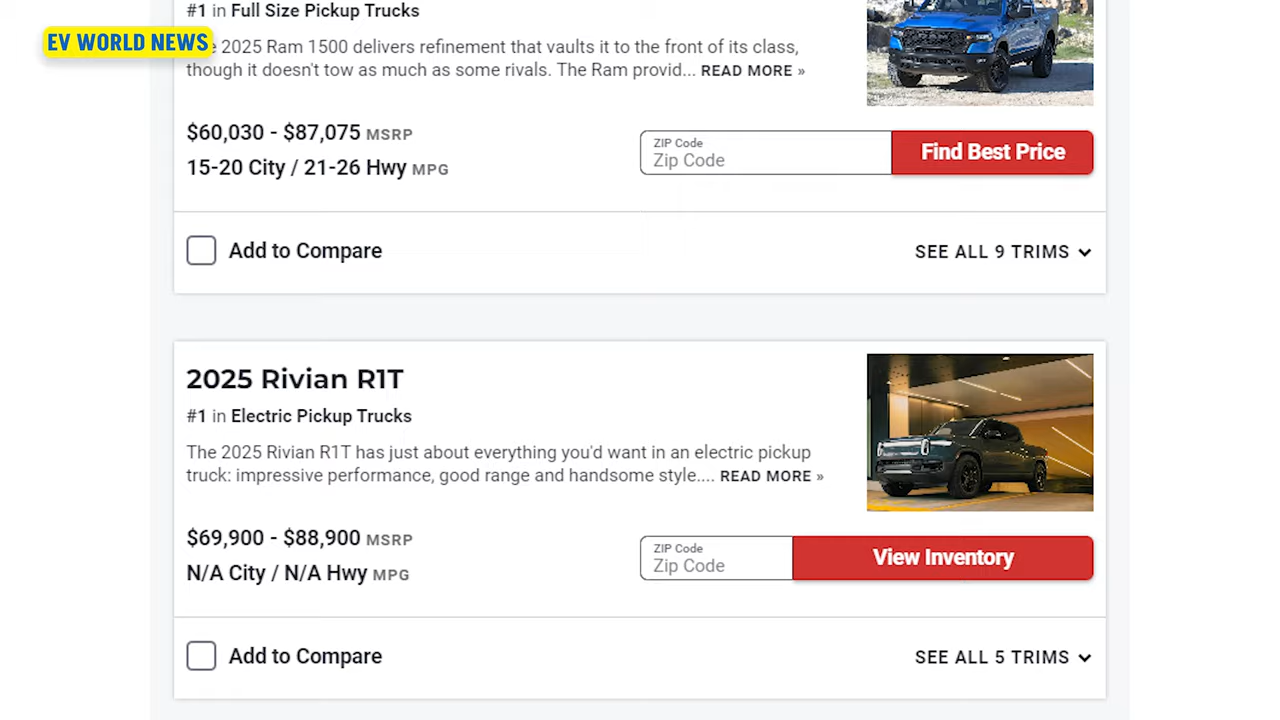 #1 in Full Size Pickup Trucks
EV WORLD NEWS
2025 Ram 1500 delivers refinement that vaults it to the front of its class,
though it doesn't tow as much as some rivals. The Ram provid... READ MORE »
$60,030 - $87,075 MSRP
15-20 City / 21-26 Hwy MPG
ZIP Code
Zip Code
Find Best Price
Add to Compare
SEE ALL 9 TRIMS
2025 Rivian R1T
#1 in Electric Pickup Trucks
The 2025 Rivian R1T has just about everything you'd want in an electric pickup
truck: impressive performance, good range and handsome style.... READ MORE »
$69,900 - $88,900 MSRP
N/A City / N/A Hwy MPG
ZIP Code
Zip Code
View Inventory
Add to Compare
SEE ALL 5 TRIMS